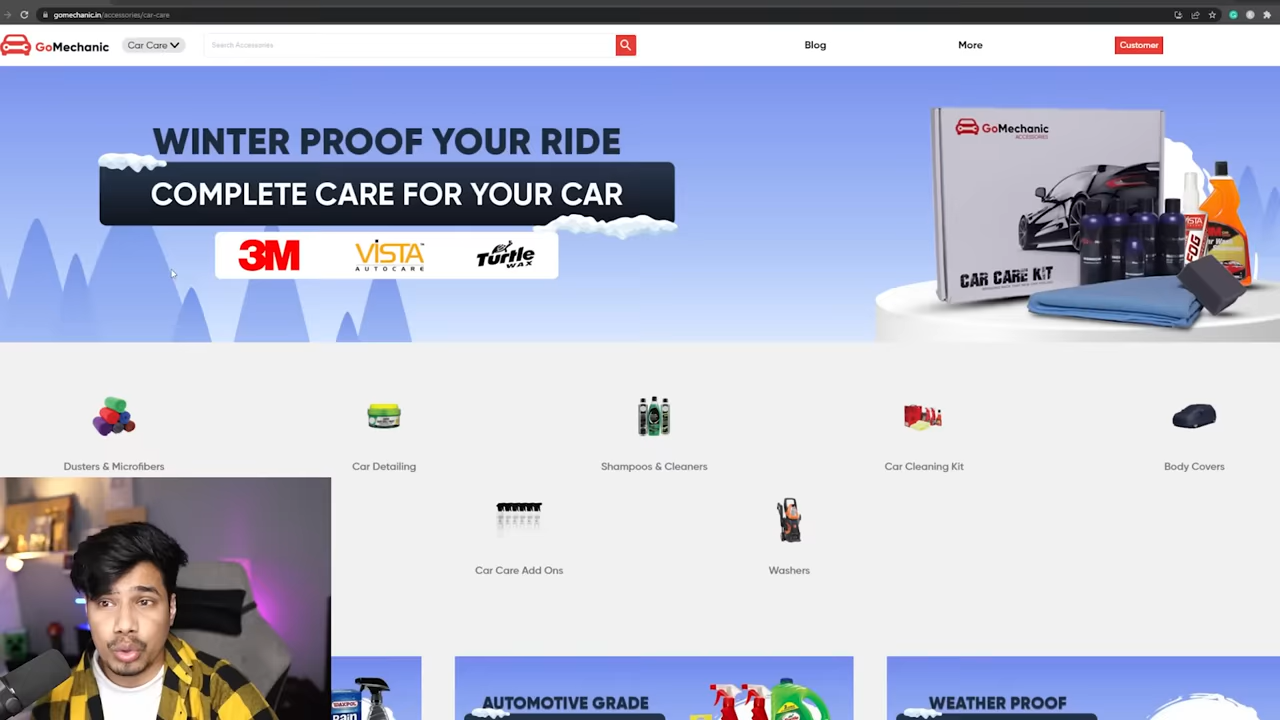 gomechanic.in/accessories/car-care
GoMechanic
Car Care
Search Accessories
Blog
More
Customer
WINTER PROOF YOUR RIDE
COMPLETE CARE FOR YOUR CAR
3M
VISTA
AUTOCARE
Turtle
WAX
GoMechanic
ACCESSORIES
CAR CARE KIT
Dusters & Microfibers
Car Detailing
Shampoos & Cleaners
Car Cleaning Kit
Body Covers
Car Care Add Ons
Washers
AUTOMOTIVE GRADE
WEATHER PROOF